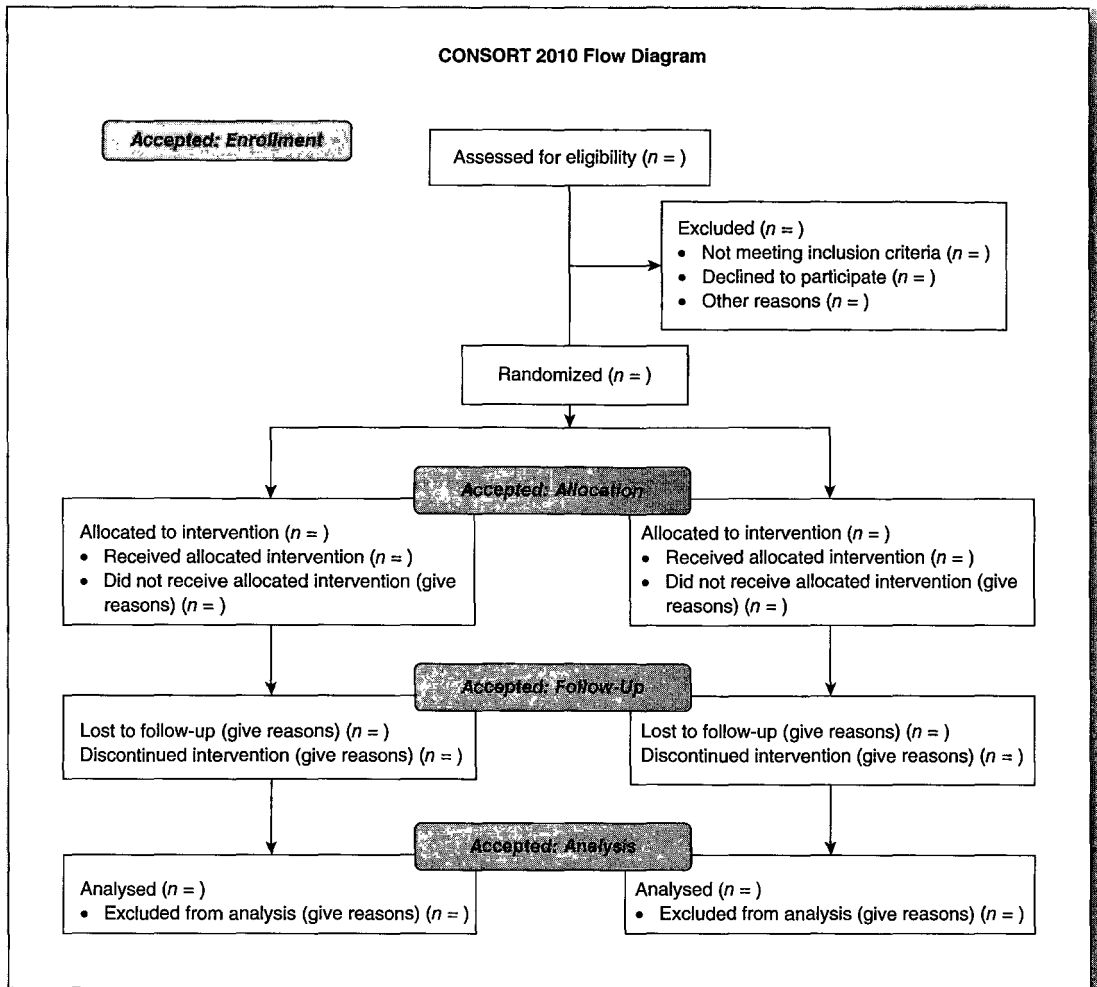 CONSORT 2010 Flow Diagram
Accepted: Enrollment
Assessed for eligibility (n = )
Excluded (n = )
• Not meeting inclusion criteria (n = )
• Declined to participate (n = )
• Other reasons (n = )
Randomized (n = )
Accepted: Allocation
Allocated to intervention (n = )
• Received allocated intervention (n = )
• Did not receive allocated intervention (give
reasons) (n = )
Allocated to intervention (n = )
• Received allocated intervention (n = )
• Did not receive allocated intervention (give
reasons) (n = )
Accepted: Follow-Up
Lost to follow-up (give reasons) (n = )
Discontinued intervention (give reasons) (n = )
Lost to follow-up (give reasons) (n = )
Discontinued intervention (give reasons) (n = )
Accepted: Analysis
Analysed (n = )
• Excluded from analysis (give reasons) (n = )
Analysed (n = )
• Excluded from analysis (give reasons) (n = )